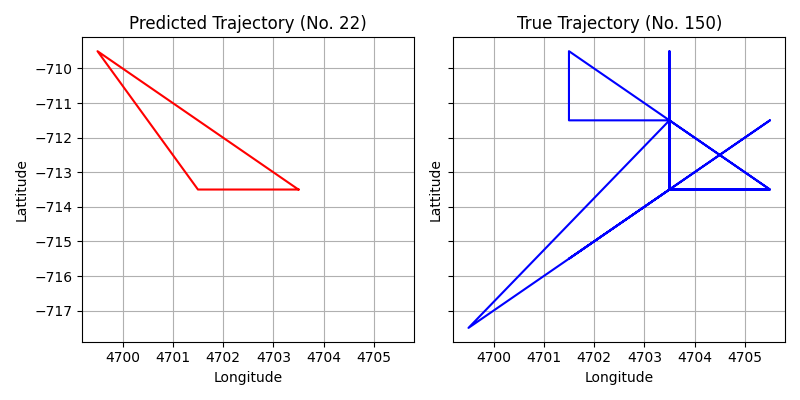 Predicted Trajectory (No. 22)
True Trajectory (No. 150)
Lattitude
−710
−711
−712
−713
−714
−715
−716
−717
4700 4701 4702 4703 4704 4705
Longitude
Lattitude
4700 4701 4702 4703 4704 4705
Longitude